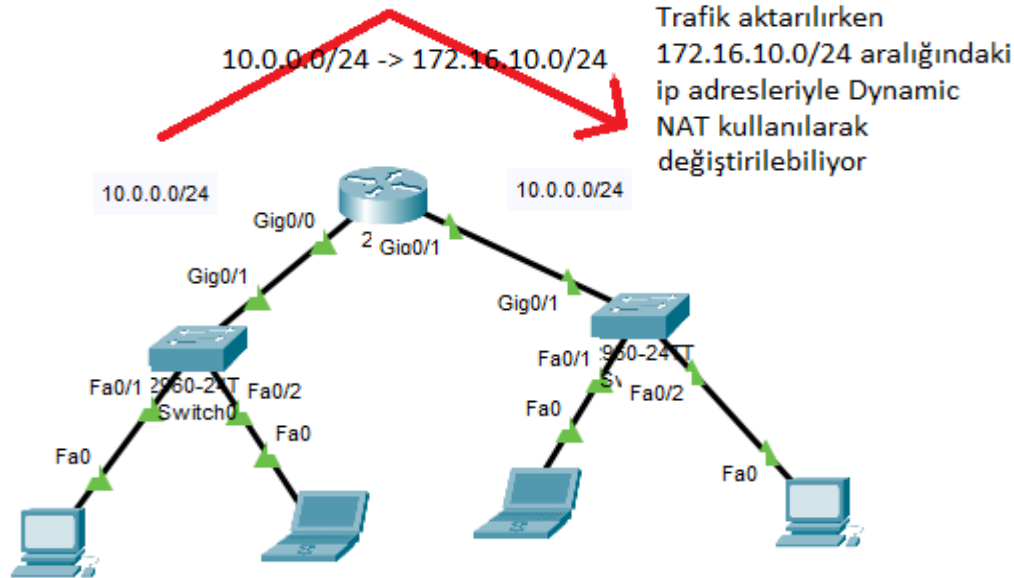 10.0.0.0/24 -> 172.16.10.0/24
Trafik aktarılırken
172.16.10.0/24 aralığındaki
ip adresleriyle Dynamic
NAT kullanılarak
değiştirilebiliyor
10.0.0.0/24
10.0.0.0/24
Gig0/0
2
Gig0/1
Gig0/1
Gig0/1
Fa0/1
2960-24T
Fa0/2
Switch0
Fa0
Fa0
Fa0/1
960-24TT
Fa0/2
Fa0
Fa0